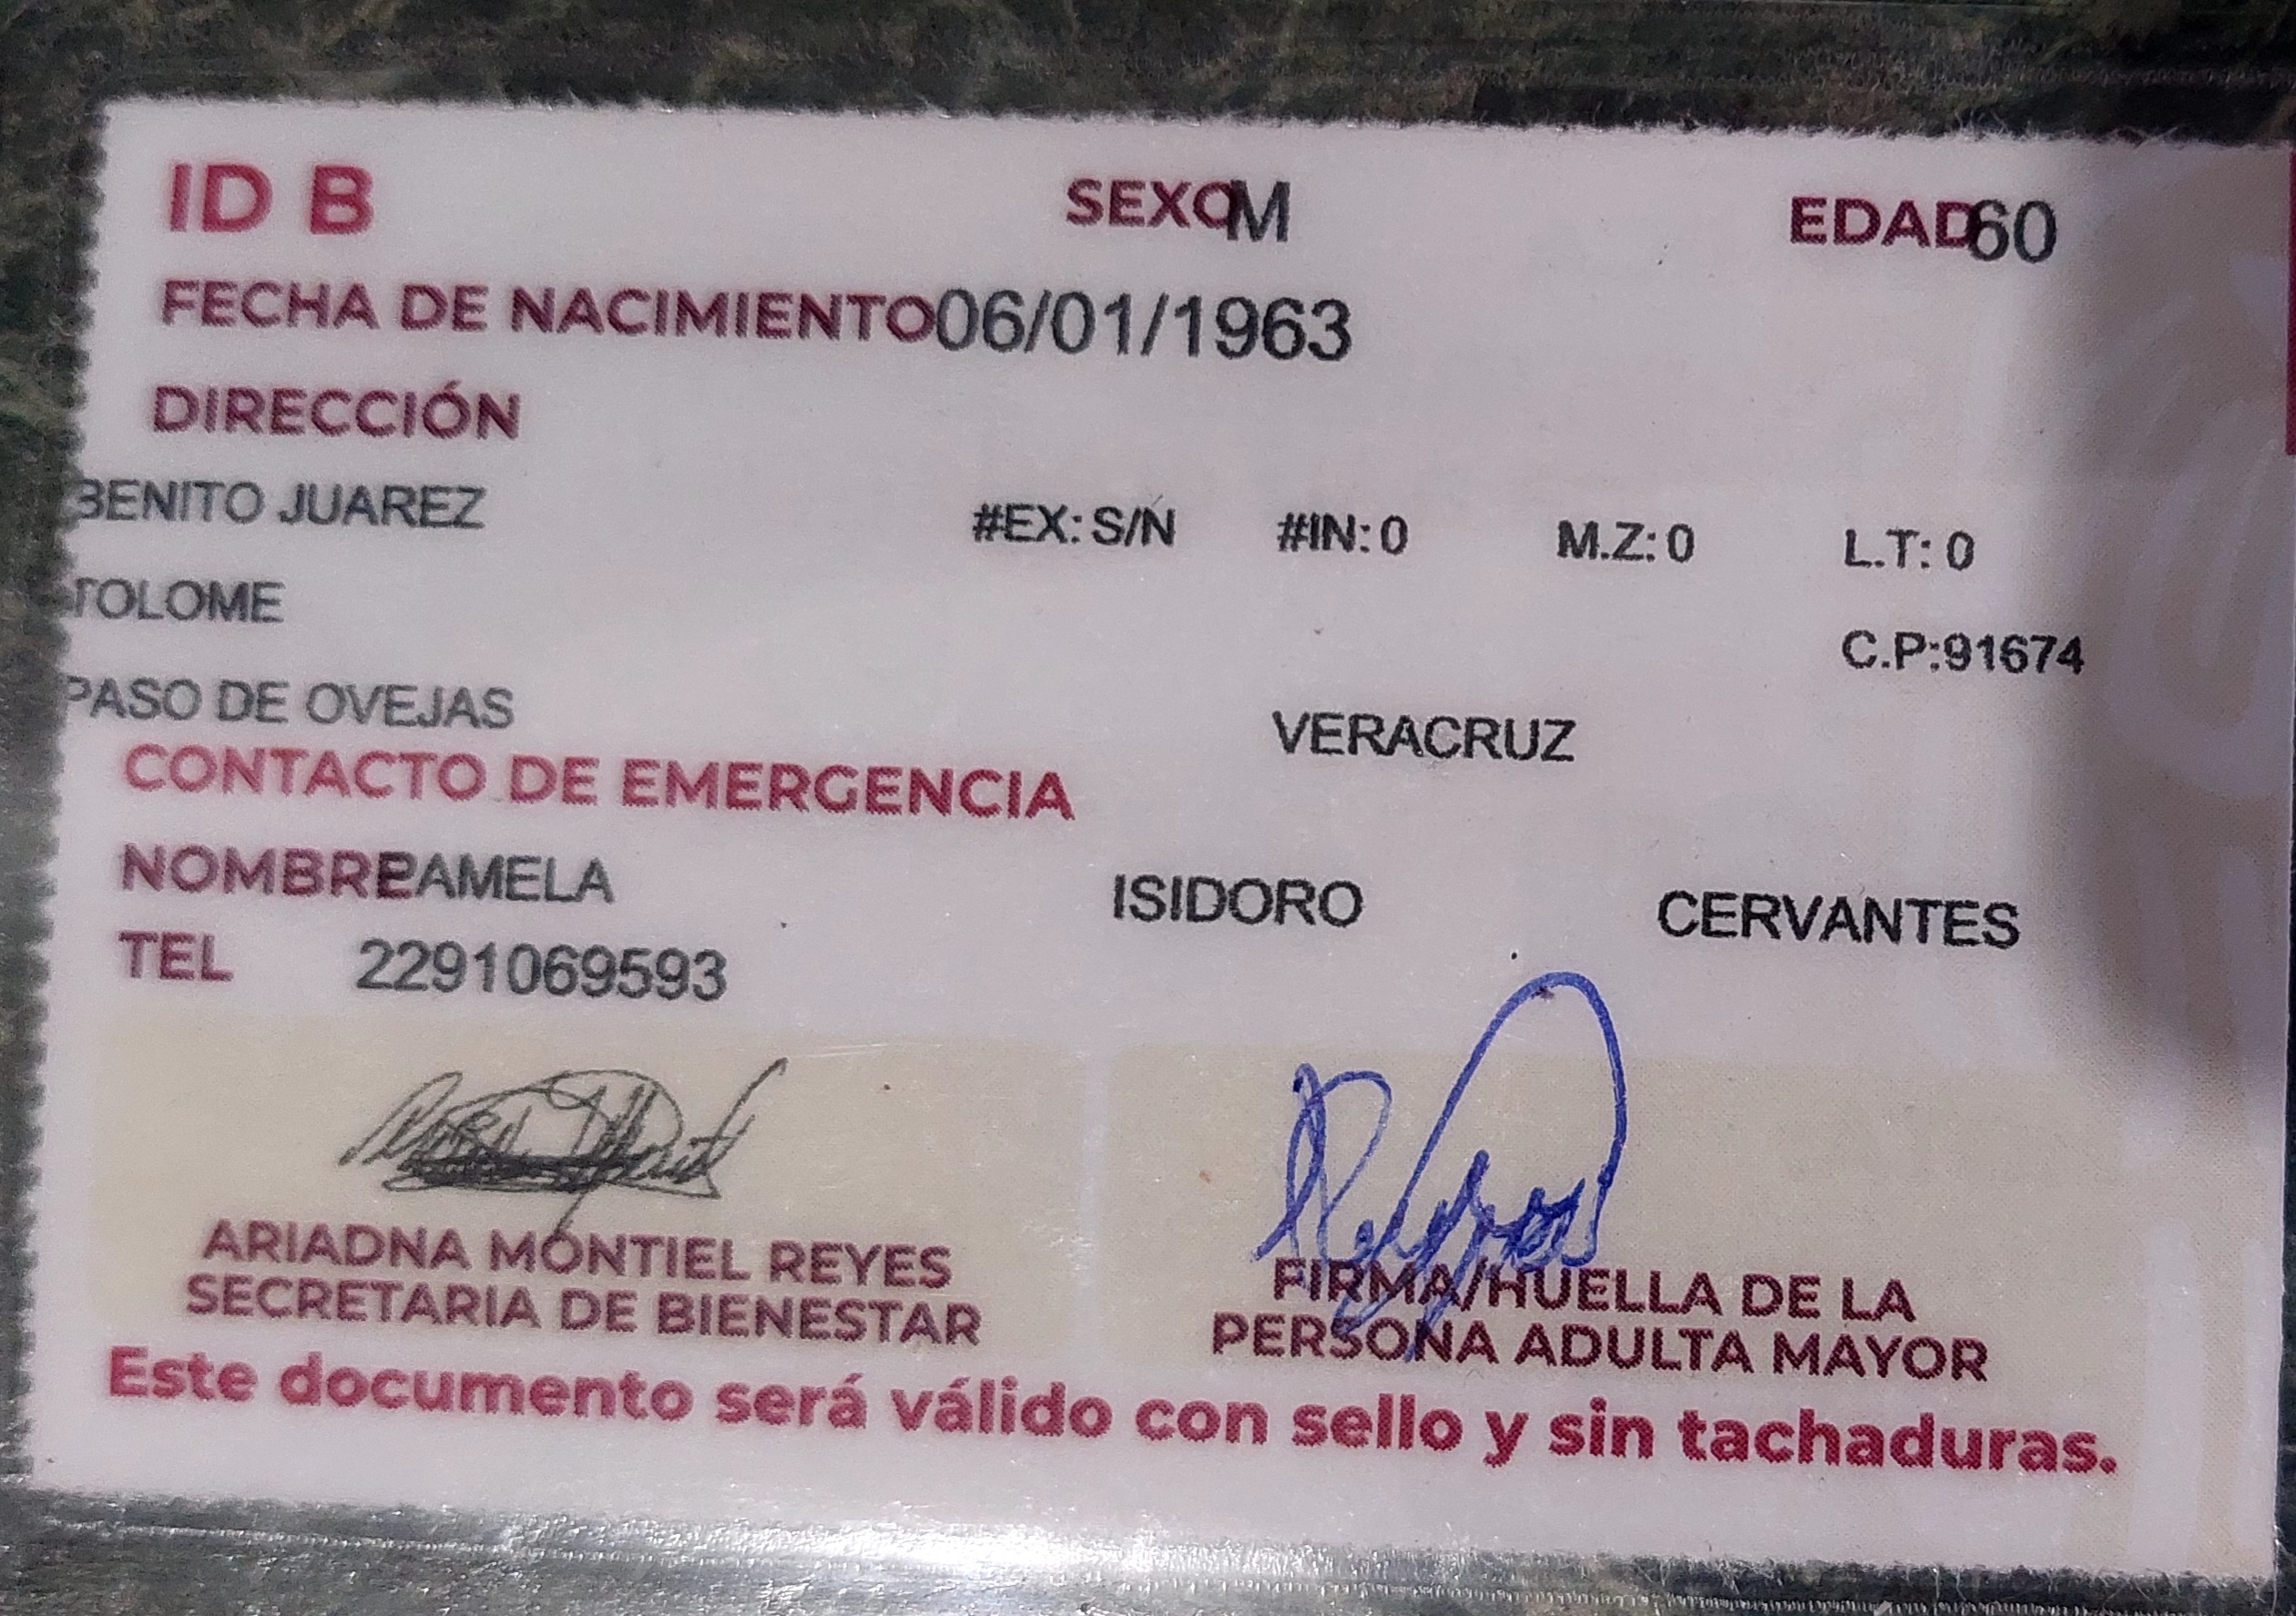 ID B SEXO M EDAD 60
FECHA DE NACIMIENTO 06/01/1963
DIRECCIÓN
BENITO JUAREZ #EX: S/N #IN: 0 M.Z: 0 L.T: 0
TOLOME C.P:91674
PASO DE OVEJAS VERACRUZ
CONTACTO DE EMERGENCIA
NOMBRE PAMELA ISIDORO CERVANTES
TEL 2291069593
ARIADNA MONTIEL REYES
SECRETARIA DE BIENESTAR
FIRMA/HUELLA DE LA
PERSONA ADULTA MAYOR
Este documento será válido con sello y sin tachaduras.